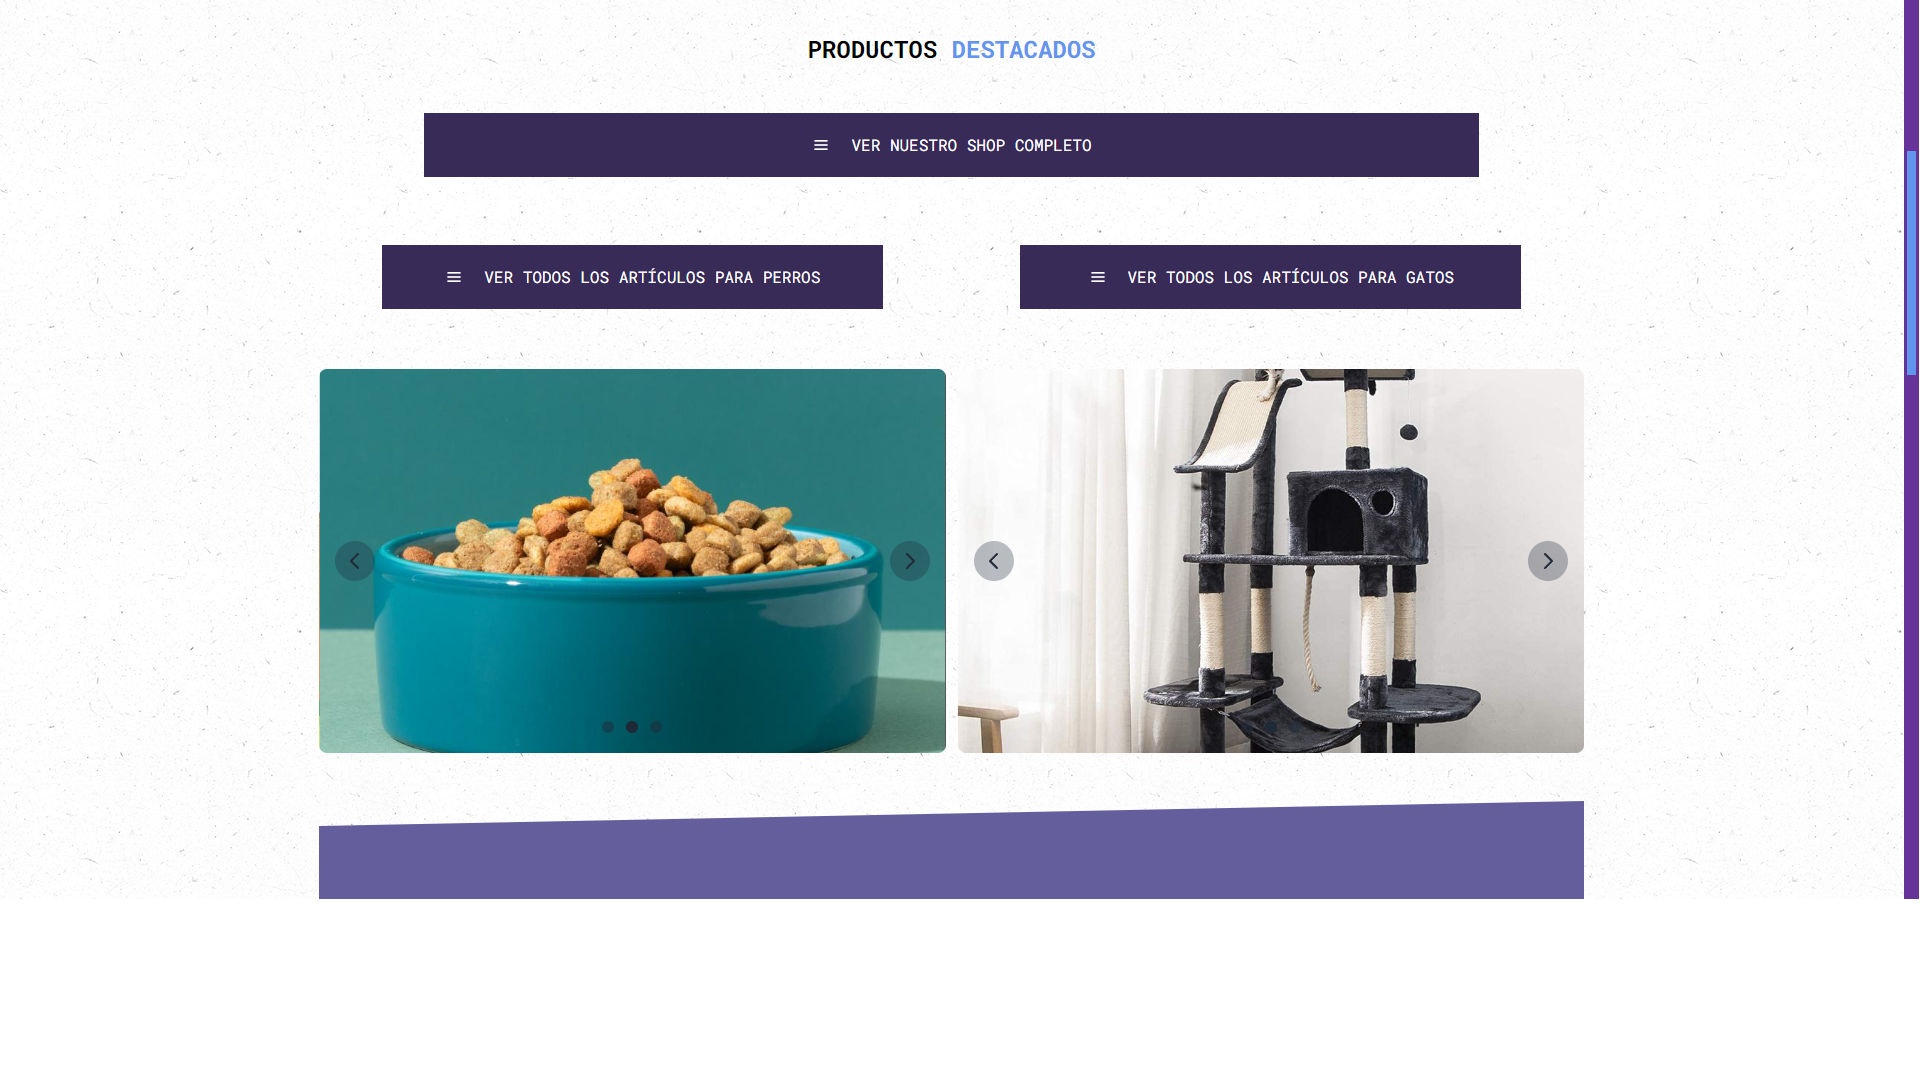 PRODUCTOS DESTACADOS
VER NUESTRO SHOP COMPLETO
VER TODOS LOS ARTÍCULOS PARA PERROS
VER TODOS LOS ARTÍCULOS PARA GATOS